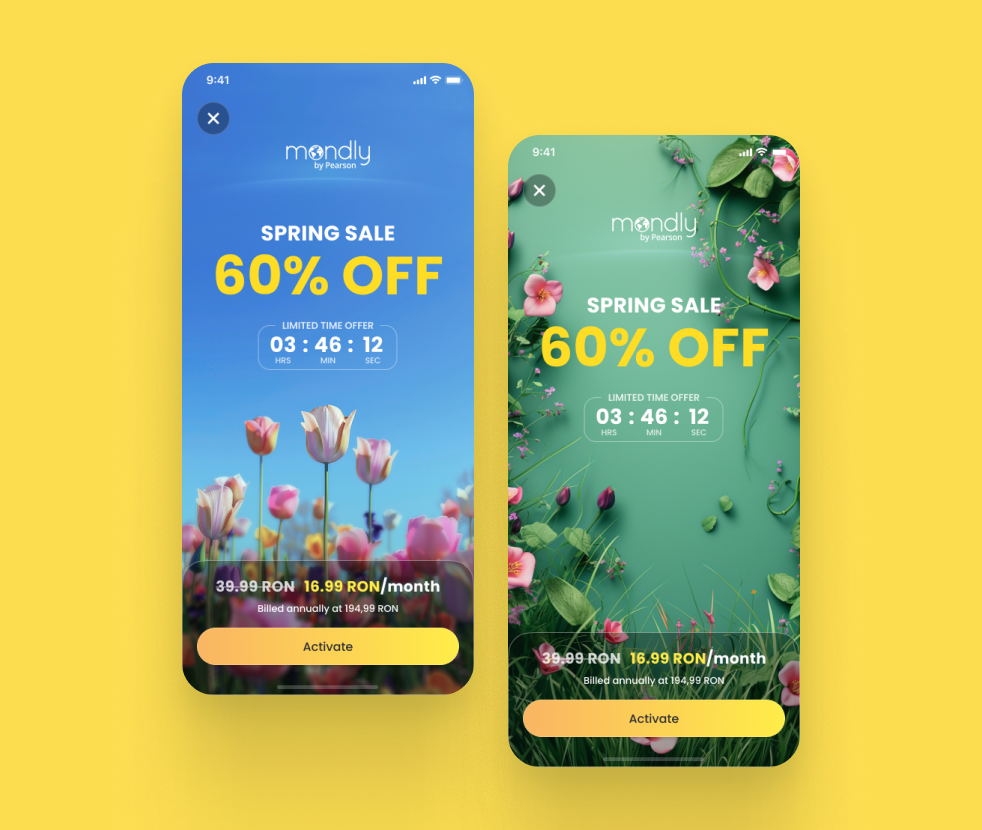 9:41
mondly
by Pearson
SPRING SALE
60% OFF
LIMITED TIME OFFER
03 : 46 : 12
HRS MIN SEC
39.99 RON 16.99 RON/month
Billed annually at 194,99 RON
Activate
9:41
mondly
by Pearson
SPRING SALE
60% OFF
LIMITED TIME OFFER
03 : 46 : 12
HRS MIN SEC
39.99 RON 16.99 RON/month
Billed annually at 194,99 RON
Activate